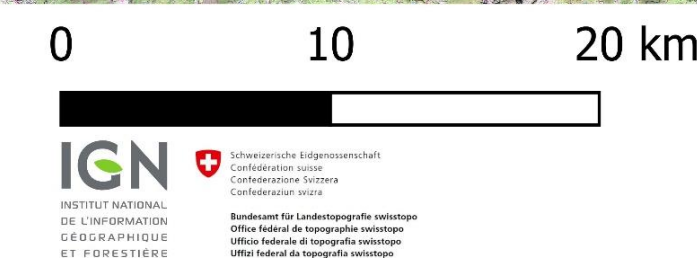 0 10 20 km
IGN
INSTITUT NATIONAL
DE L'INFORMATION
GÉOGRAPHIQUE
ET FORESTIÈRE
Schweizerische Eidgenossenschaft
Confédération suisse
Confederazione Svizzera
Confederaziun svizra
Bundesamt für Landestopografie swisstopo
Office fédéral de topographie swisstopo
Ufficio federale di topografia swisstopo
Uffizi federal da topografia swisstopo